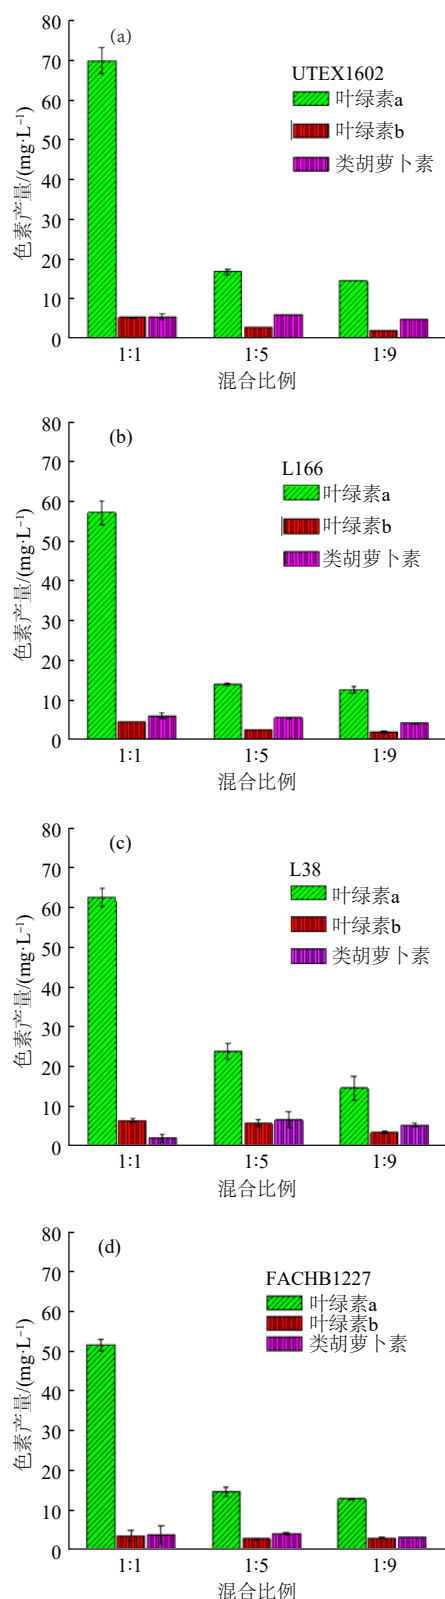 (a)
UTEX1602
叶绿素a
叶绿素b
类胡萝卜素
色素产量/(mg·L⁻¹)
80
70
60
50
40
30
20
10
0
1∶1
1∶5
1∶9
混合比例
(b)
L166
叶绿素a
叶绿素b
类胡萝卜素
色素产量/(mg·L⁻¹)
80
70
60
50
40
30
20
10
0
1∶1
1∶5
1∶9
混合比例
(c)
L38
叶绿素a
叶绿素b
类胡萝卜素
色素产量/(mg·L⁻¹)
80
70
60
50
40
30
20
10
0
1∶1
1∶5
1∶9
混合比例
(d)
FACHB1227
叶绿素a
叶绿素b
类胡萝卜素
色素产量/(mg·L⁻¹)
80
70
60
50
40
30
20
10
0
1∶1
1∶5
1∶9
混合比例